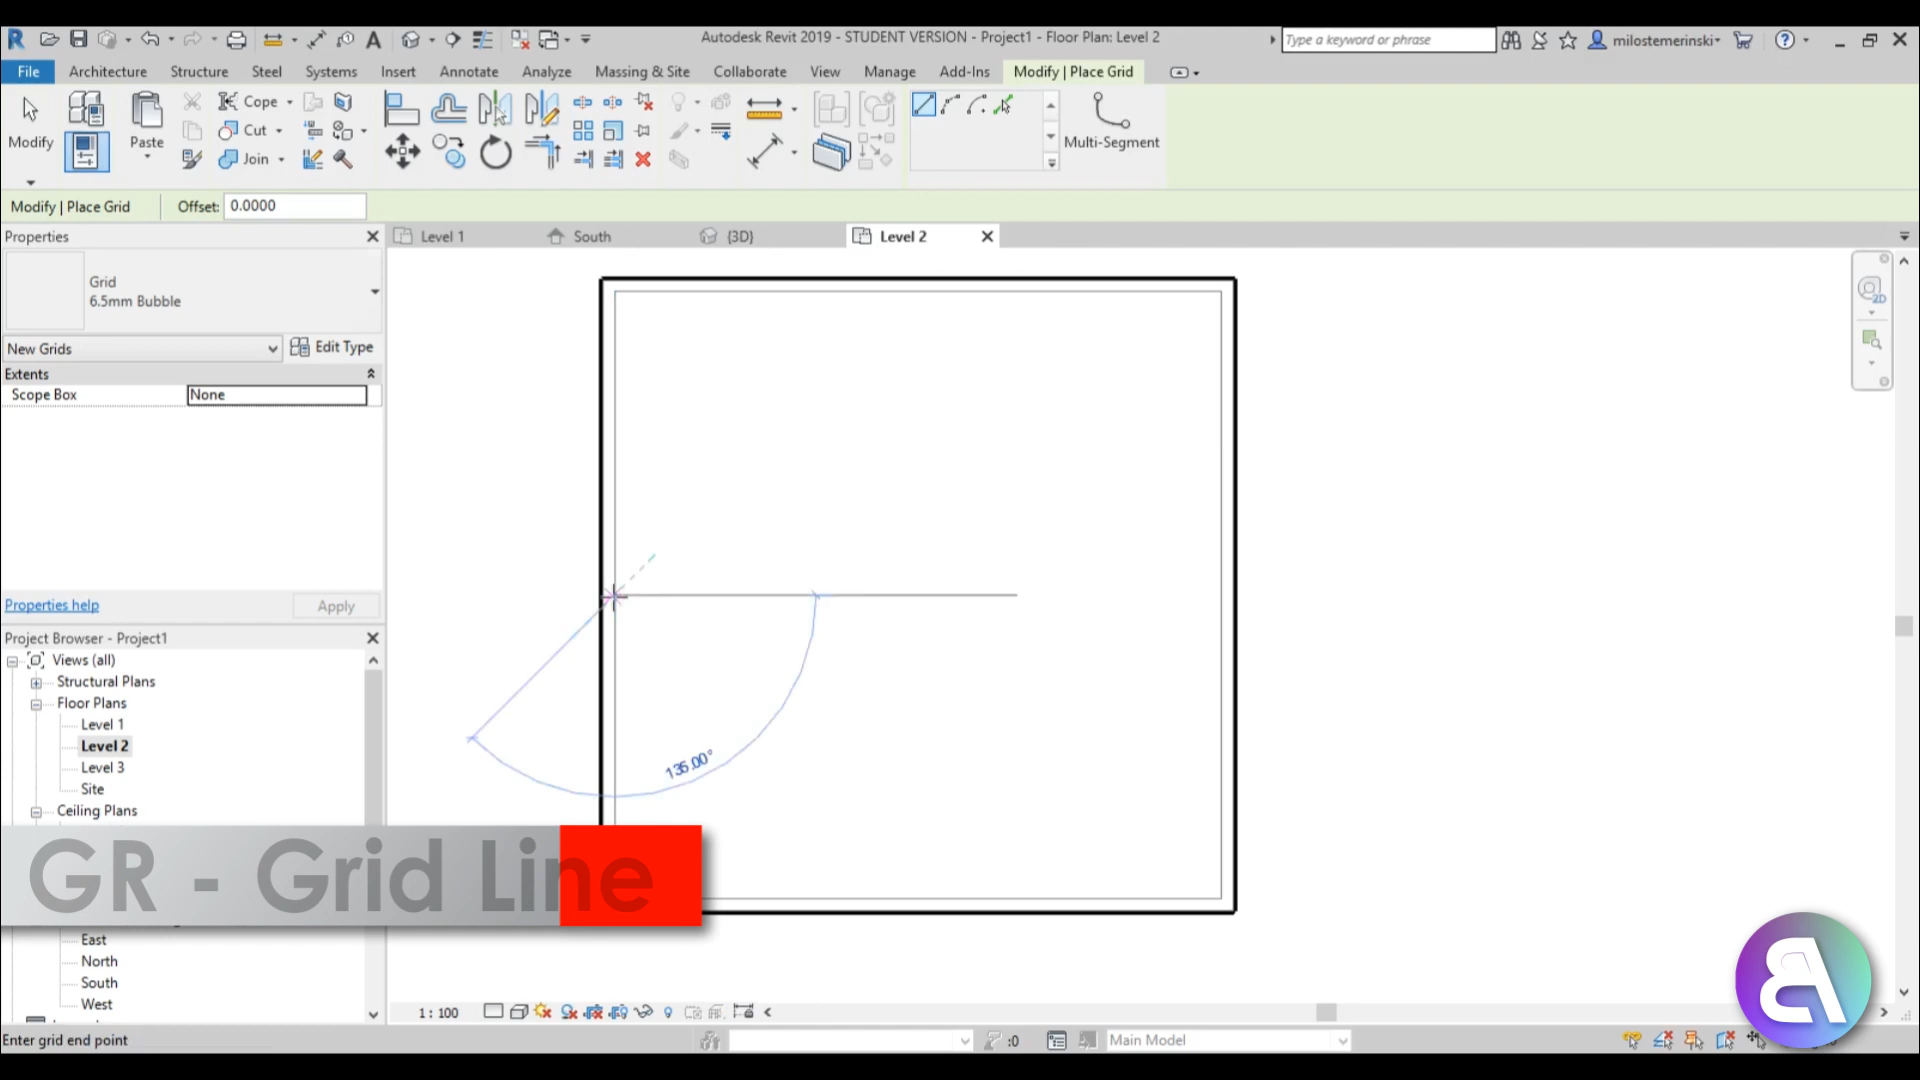 Autodesk Revit 2019 - STUDENT VERSION - Project1 - Floor Plan: Level 2
Type a keyword or phrase
milostemerinski
File Architecture Structure Steel Systems Insert Annotate Analyze Massing & Site Collaborate View Manage Add-Ins Modify | Place Grid
Modify
Paste
Cope
Cut
Join
Multi-Segment
Modify | Place Grid Offset: 0.0000
Properties
Level 1 South {3D} Level 2
Grid
6.5mm Bubble
New Grids Edit Type
Extents
Scope Box None
Properties help Apply
Project Browser - Project1
Views (all)
Structural Plans
Floor Plans
Level 1
Level 2
Level 3
Site
Ceiling Plans
135.00°
GR - Grid Line
East
North
South
West
1 : 100
Enter grid end point
:0
Main Model